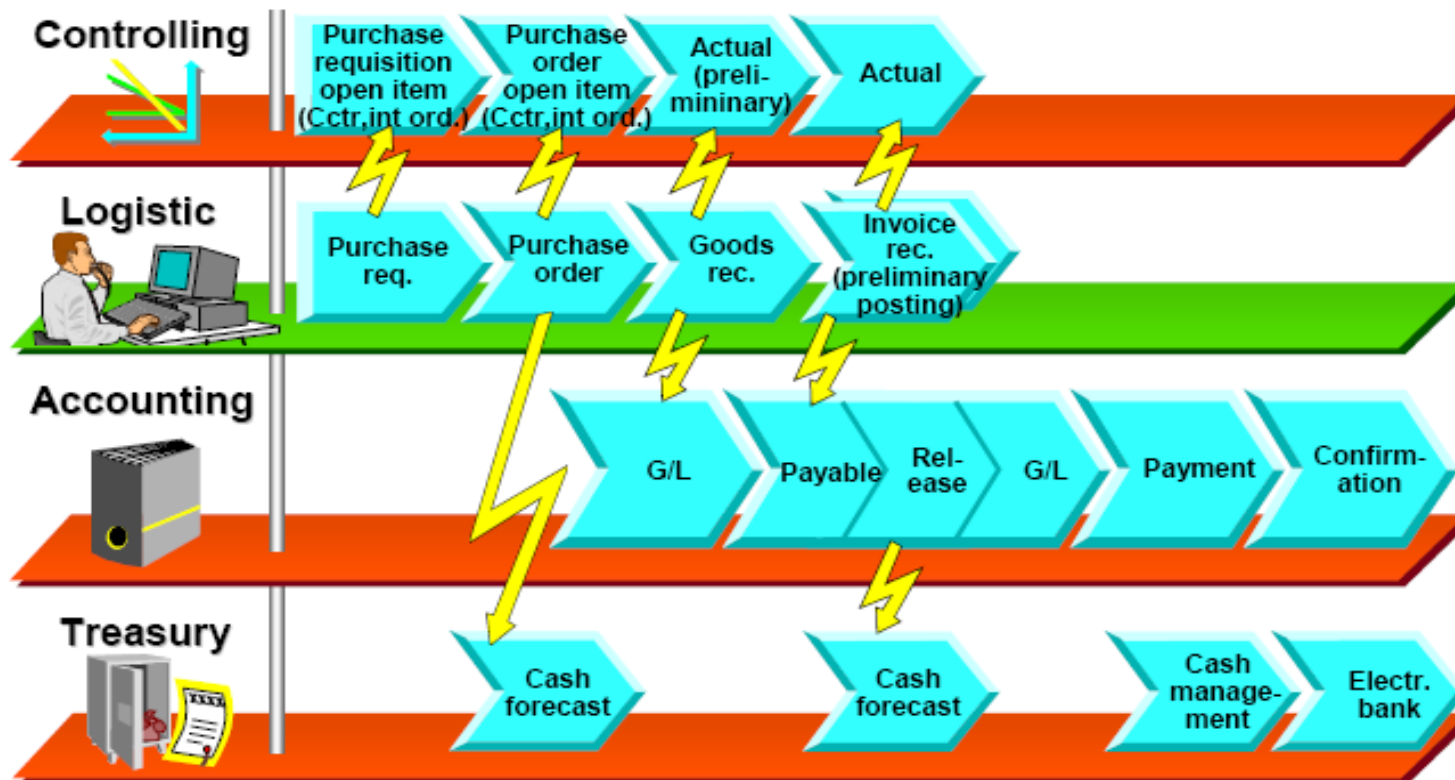 Controlling
Purchase
requisition
open item
(Cctr,int ord.)
Purchase
order
open item
(Cctr,int ord.)
Actual
(preli-
mininary)
Actual
Logistic
Purchase
req.
Purchase
order
Goods
rec.
Invoice
rec.
(preliminary
posting)
Accounting
G/L
Payable
Rel-
ease
G/L
Payment
Confirm-
ation
Treasury
Cash
forecast
Cash
forecast
Cash
manage-
ment
Electr.
bank